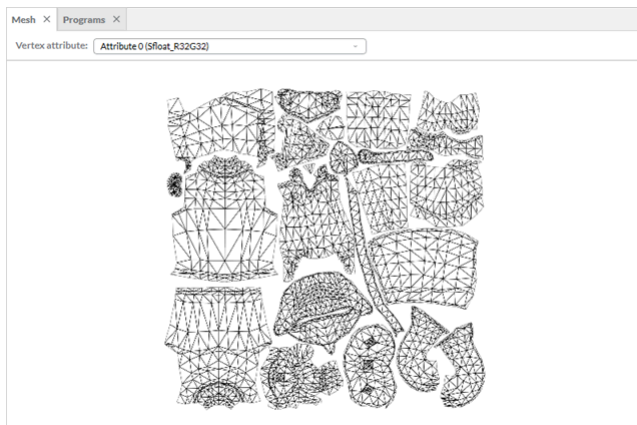 Mesh × Programs ×
Vertex attribute: Attribute 0 (Sfloat_R32G32)